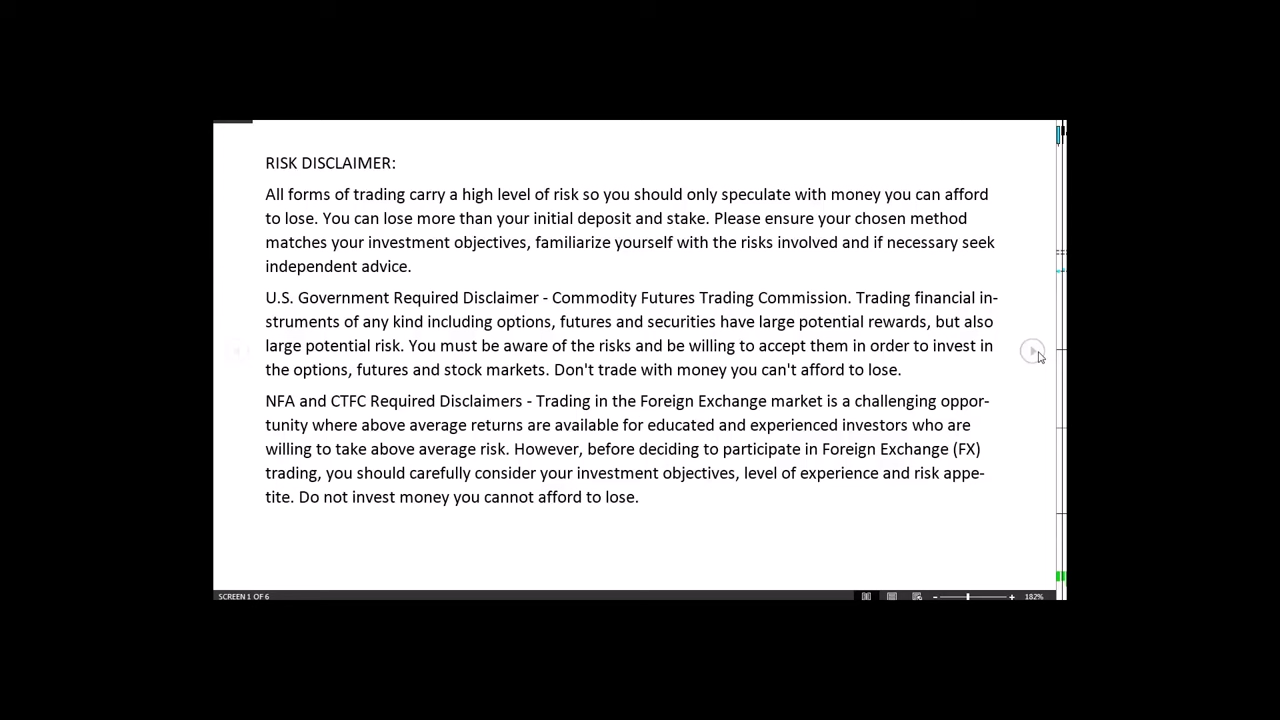 RISK DISCLAIMER:
All forms of trading carry a high level of risk so you should only speculate with money you can afford
to lose. You can lose more than your initial deposit and stake. Please ensure your chosen method
matches your investment objectives, familiarize yourself with the risks involved and if necessary seek
independent advice.
U.S. Government Required Disclaimer - Commodity Futures Trading Commission. Trading financial in-
struments of any kind including options, futures and securities have large potential rewards, but also
large potential risk. You must be aware of the risks and be willing to accept them in order to invest in
the options, futures and stock markets. Don't trade with money you can't afford to lose.
NFA and CTFC Required Disclaimers - Trading in the Foreign Exchange market is a challenging oppor-
tunity where above average returns are available for educated and experienced investors who are
willing to take above average risk. However, before deciding to participate in Foreign Exchange (FX)
trading, you should carefully consider your investment objectives, level of experience and risk appe-
tite. Do not invest money you cannot afford to lose.
SCREEN 1 OF 6
182%